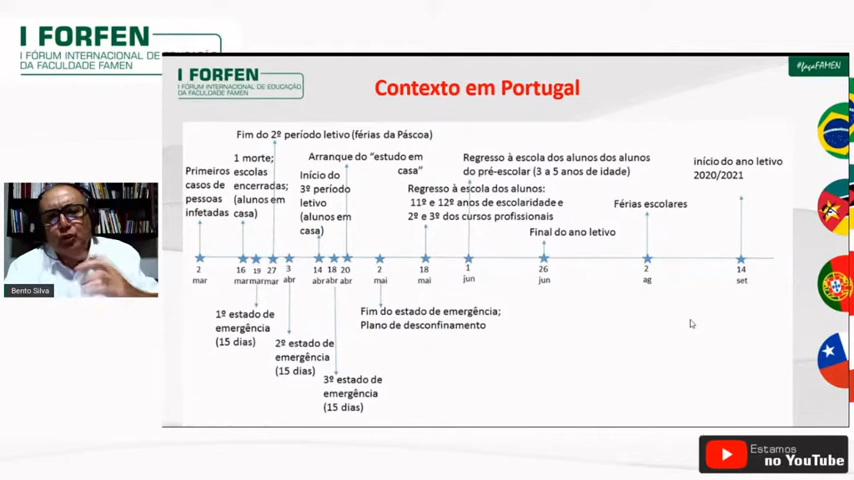 I FORFEN
I FÓRUM INTERNACIONAL DE
DA FACULDADE FAMEN
I FORFEN
I FÓRUM INTERNACIONAL DE EDUCAÇÃO
DA FACULDADE FAMEN
Contexto em Portugal
#façaFAMEN
Fim do 2º período letivo (férias da Páscoa)
Primeiros
casos de
pessoas
infetadas
1 morte;
escolas
encerradas;
(alunos em
casa)
Arranque do "estudo em
casa"
Início do
3º período
letivo
(alunos em
casa)
Regresso à escola dos alunos dos alunos
do pré-escolar (3 a 5 anos de idade)
Regresso à escola dos alunos:
11º e 12º anos de escolaridade e
2º e 3º dos cursos profissionais
Final do ano letivo
Férias escolares
início do ano letivo
2020/2021
2
mar
16
mar
19
mar
27
mar
3
abr
14
abr
18
abr
20
abr
2
mai
18
mai
1
jun
26
jun
2
ag
14
set
1º estado de
emergência
(15 dias)
2º estado de
emergência
(15 dias)
3º estado de
emergência
(15 dias)
Fim do estado de emergência;
Plano de desconfinamento
Bento Silva
Estamos
no YouTube